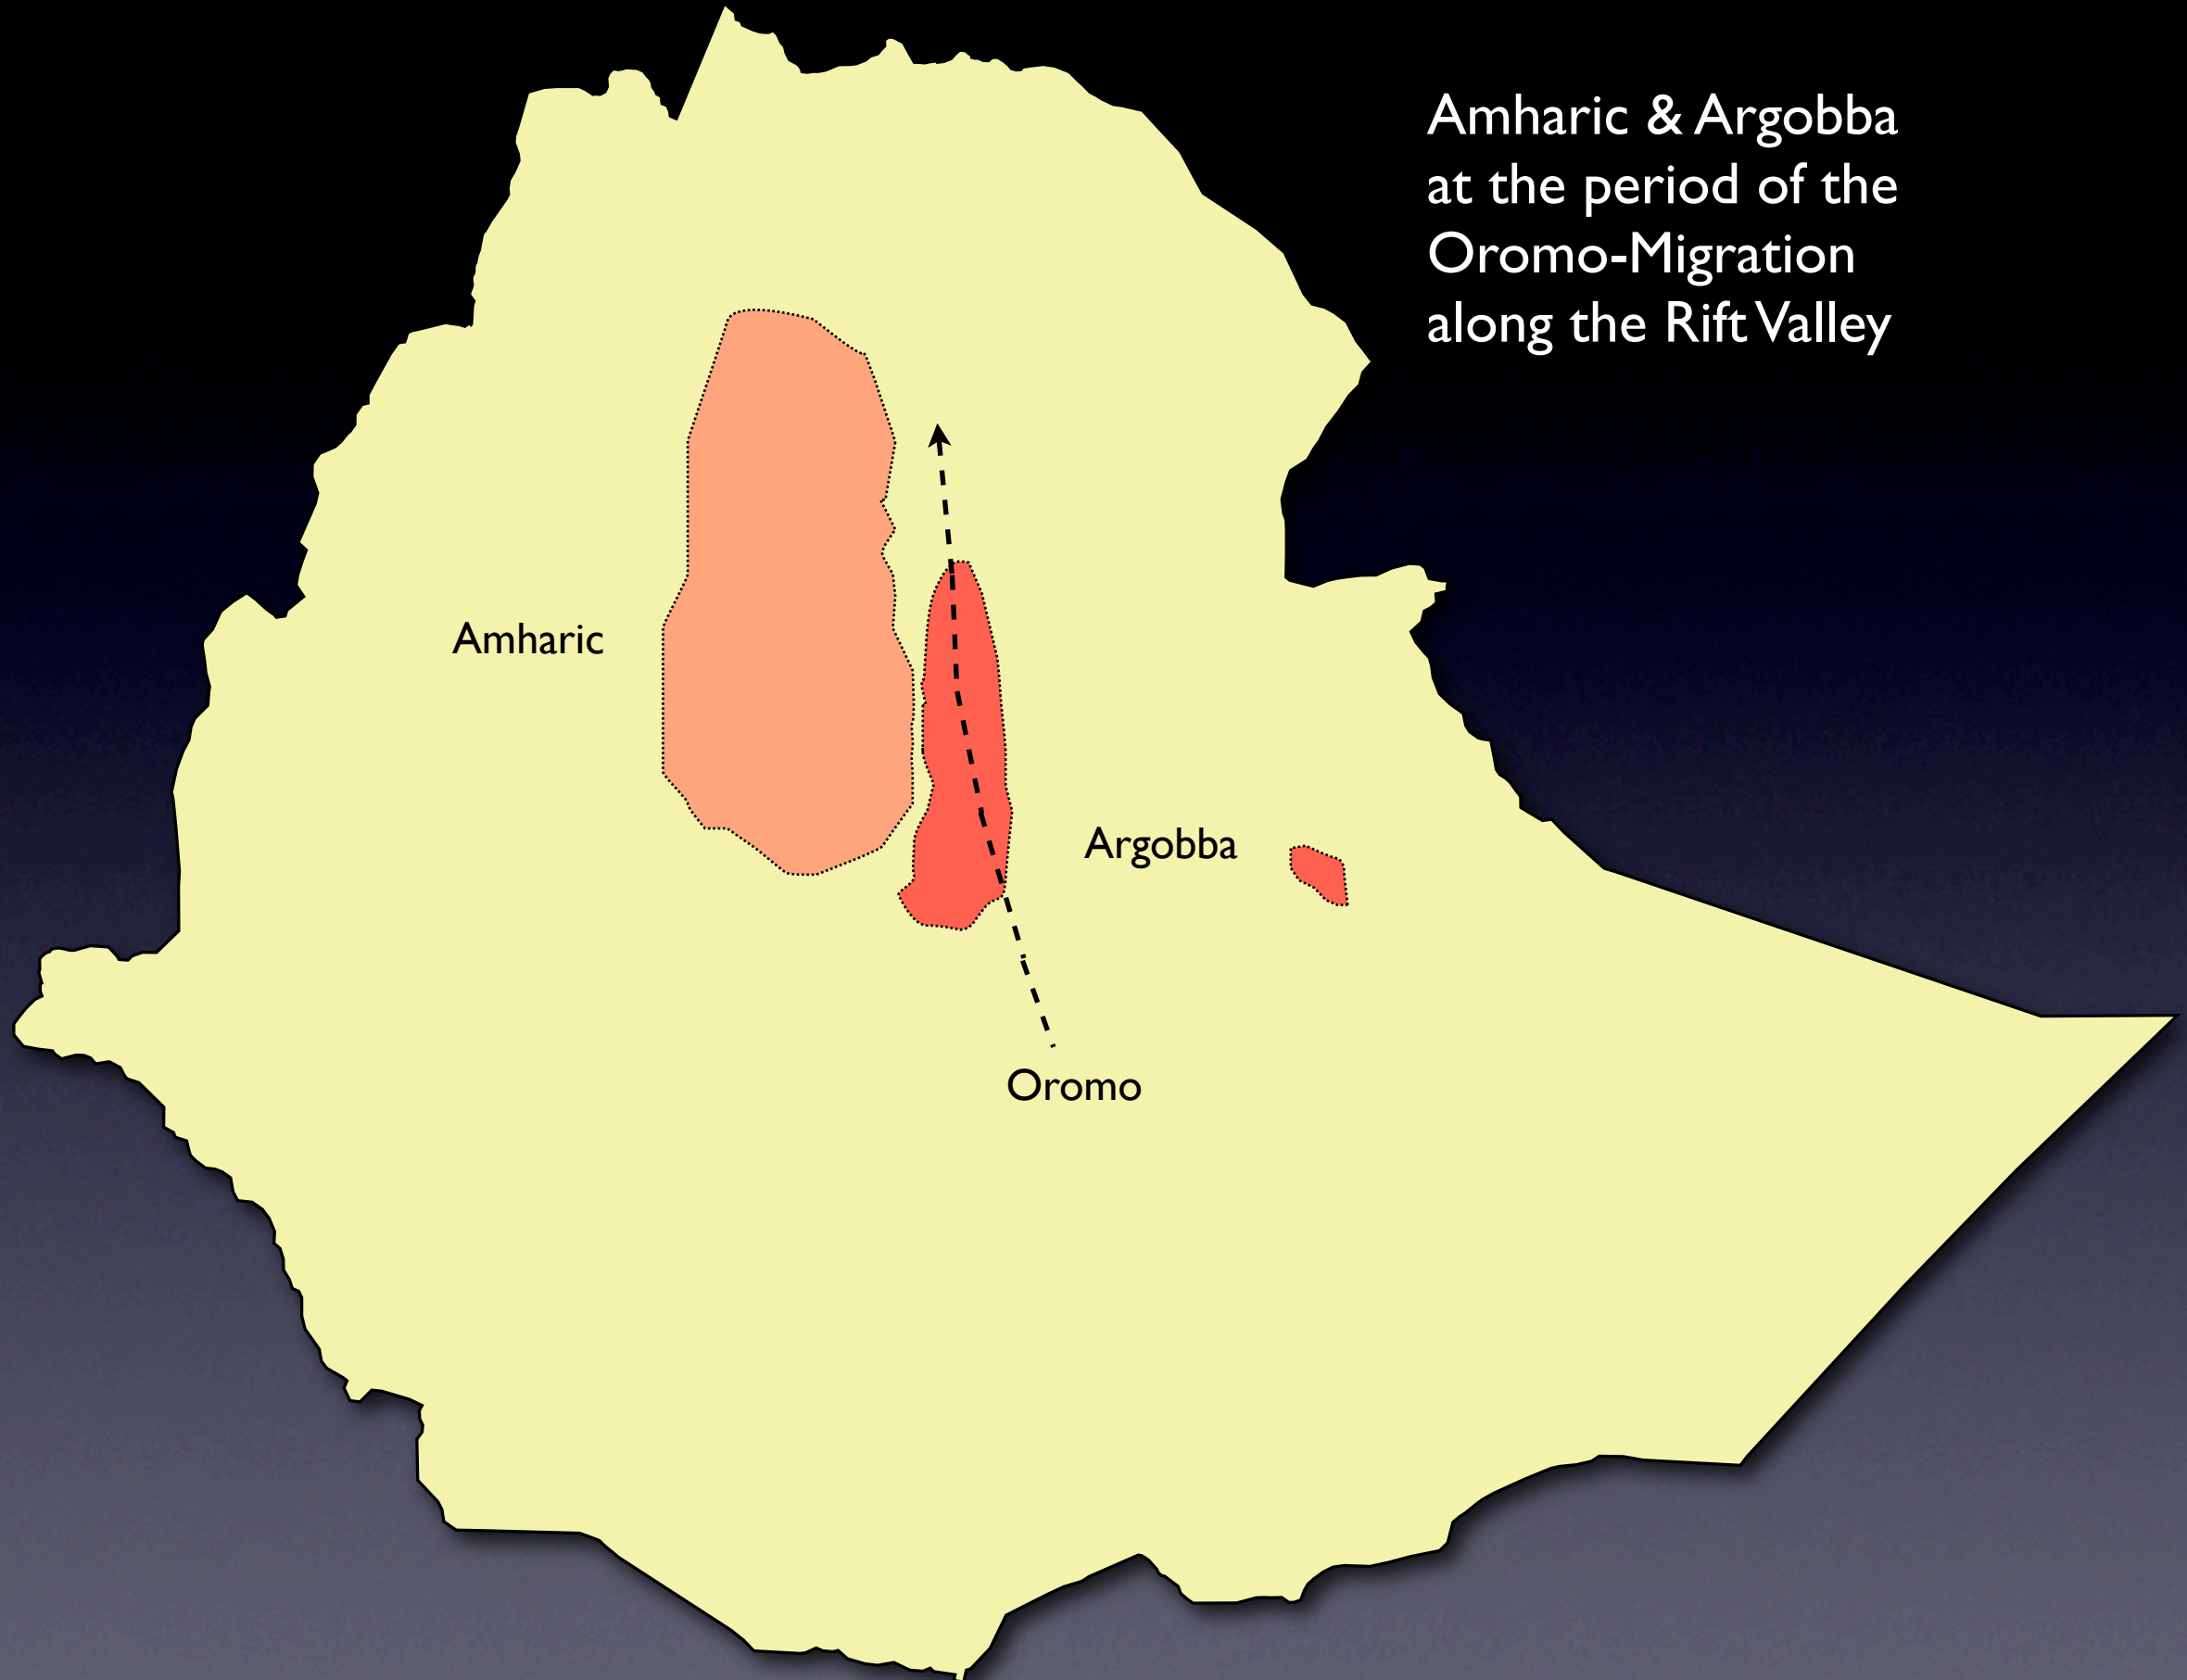 Amharic & Argobba
at the period of the
Oromo-Migration
along the Rift Valley
Amharic
Argobba
Oromo